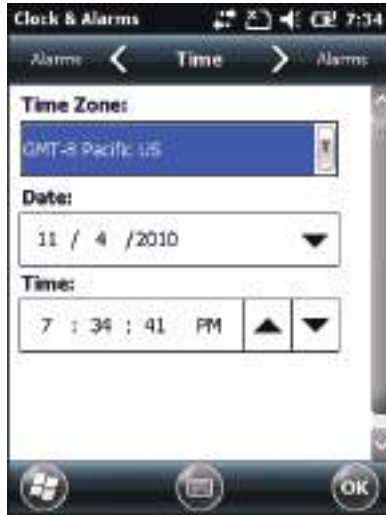 Clock & Alarms 7:34
Alarms Time Alarms
Time Zone:
GMT-8 Pacific US
Date:
11 / 4 /2010
Time:
7 : 34 : 41 PM
OK